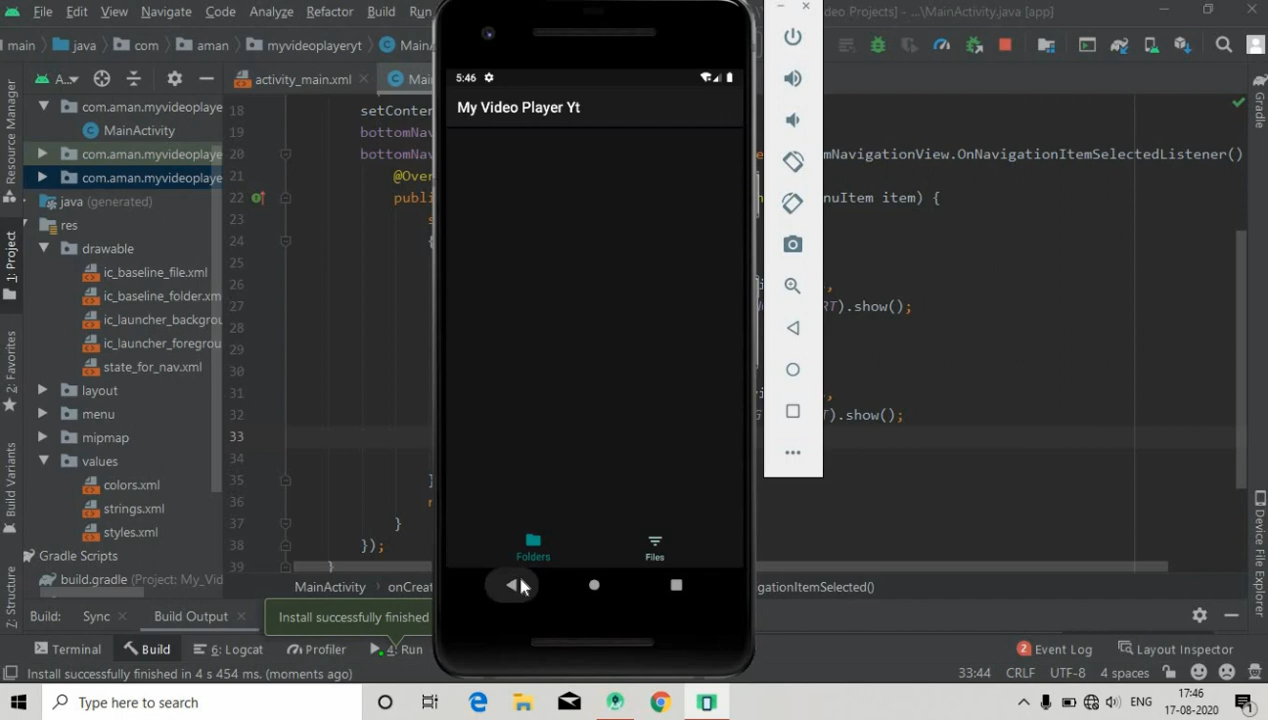 File Edit View Navigate Code Analyze Refactor Build
deo Projects] - ...\MainActivity.java [app]
main java com aman myvideoplayeryt
A...
activity_main.xml
com.aman.myvideoplaye
MainActivity
com.aman.myvideoplaye
com.aman.myvideoplaye
java (generated)
res
drawable
ic_baseline_file.xml
ic_baseline_folder.xm
ic_launcher_backgrou
ic_launcher_foregrou
state_for_nav.xml
layout
menu
mipmap
values
colors.xml
strings.xml
styles.xml
Gradle Scripts
build.gradle (Project: My_Vid
Resource Manager
1: Project
2: Favorites
Build Variants
7: Structure
Gradle
Device File Explorer
18 setConten
19 bottomNav
20 bottomNav
mNavigationView.OnNavigationItemSelectedListener()
21 @Over
22 publi
nuItem item) {
23 s
24 {
25
26
27
RT).show();
28
29
30
31
32
T).show();
33
34
35
36
37 }
38 });
39 }
5:46
My Video Player Yt
Folders
Files
MainActivity onCrea
vigationItemSelected()
Build: Sync Build Output
Install successfully finished
Terminal Build 6: Logcat Profiler 4: Run
2 Event Log Layout Inspector
Install successfully finished in 4 s 454 ms. (moments ago)
33:44 CRLF UTF-8 4 spaces
Type here to search
ENG
17:46
17-08-2020
1